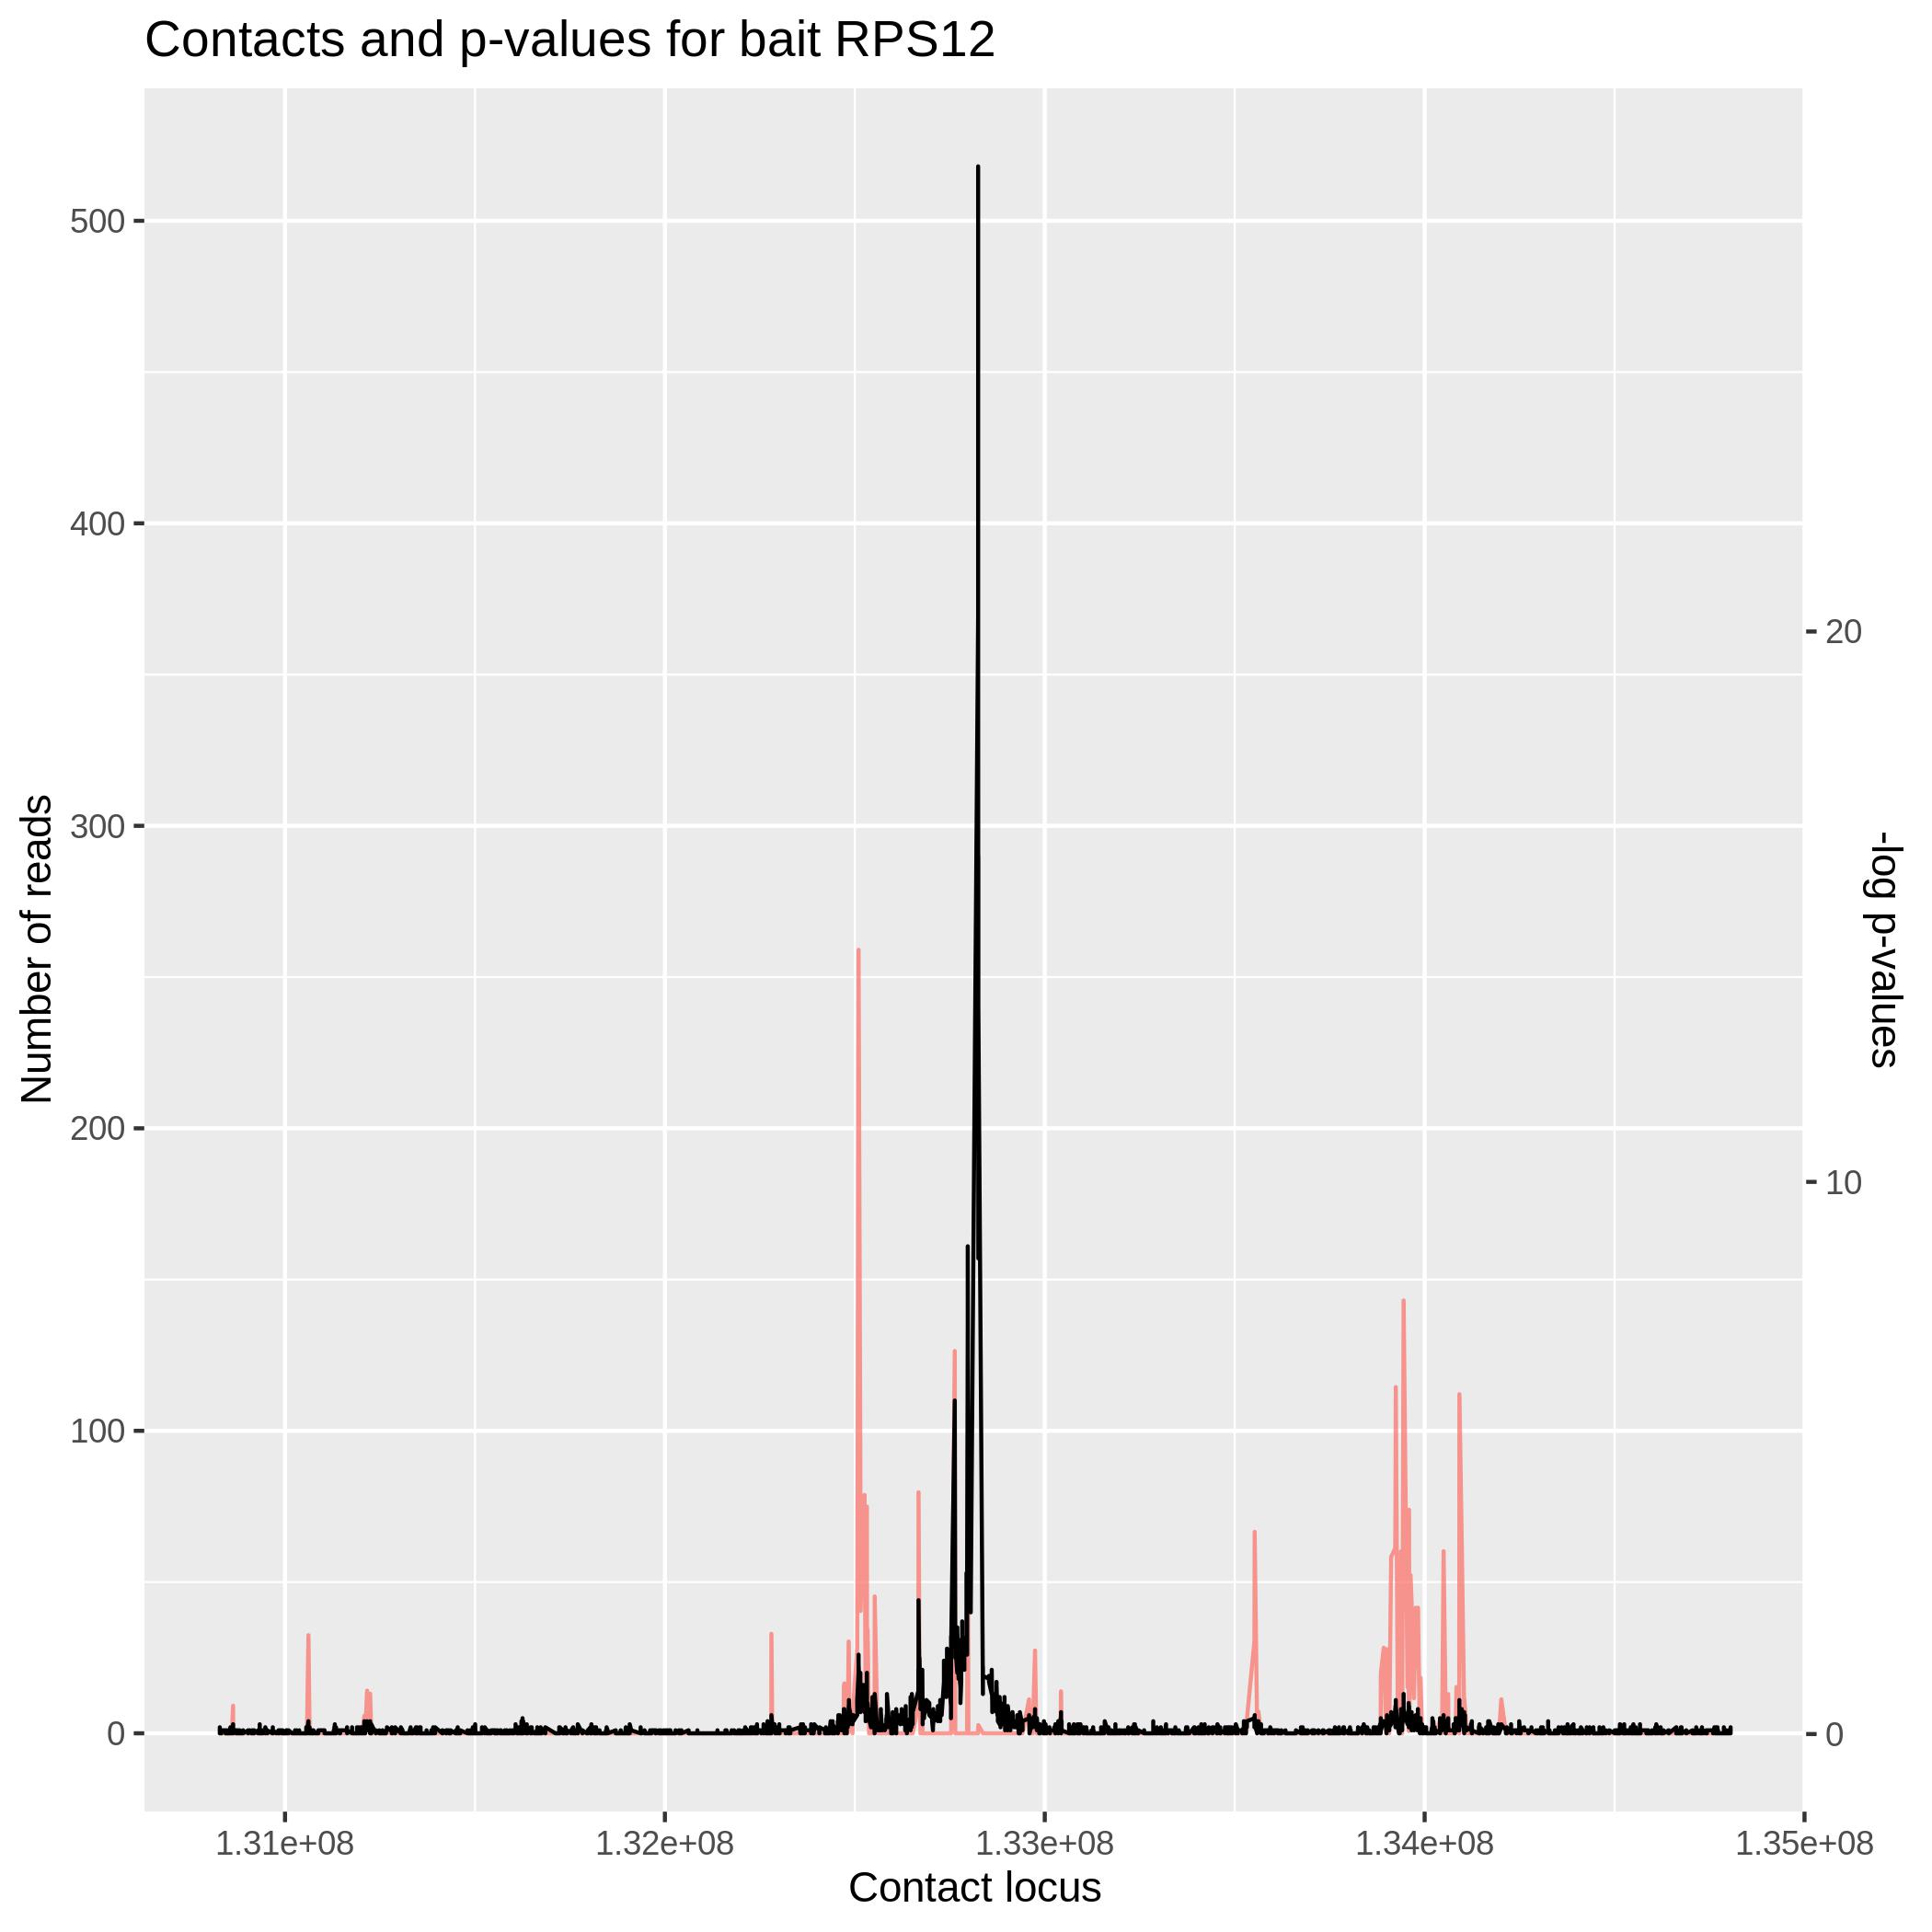 Contacts and p-values for bait RPS12
500
400
300
200
100
0
Number of reads
20
10
0
-log p-values
1.31e+08
1.32e+08
1.33e+08
1.34e+08
1.35e+08
Contact locus